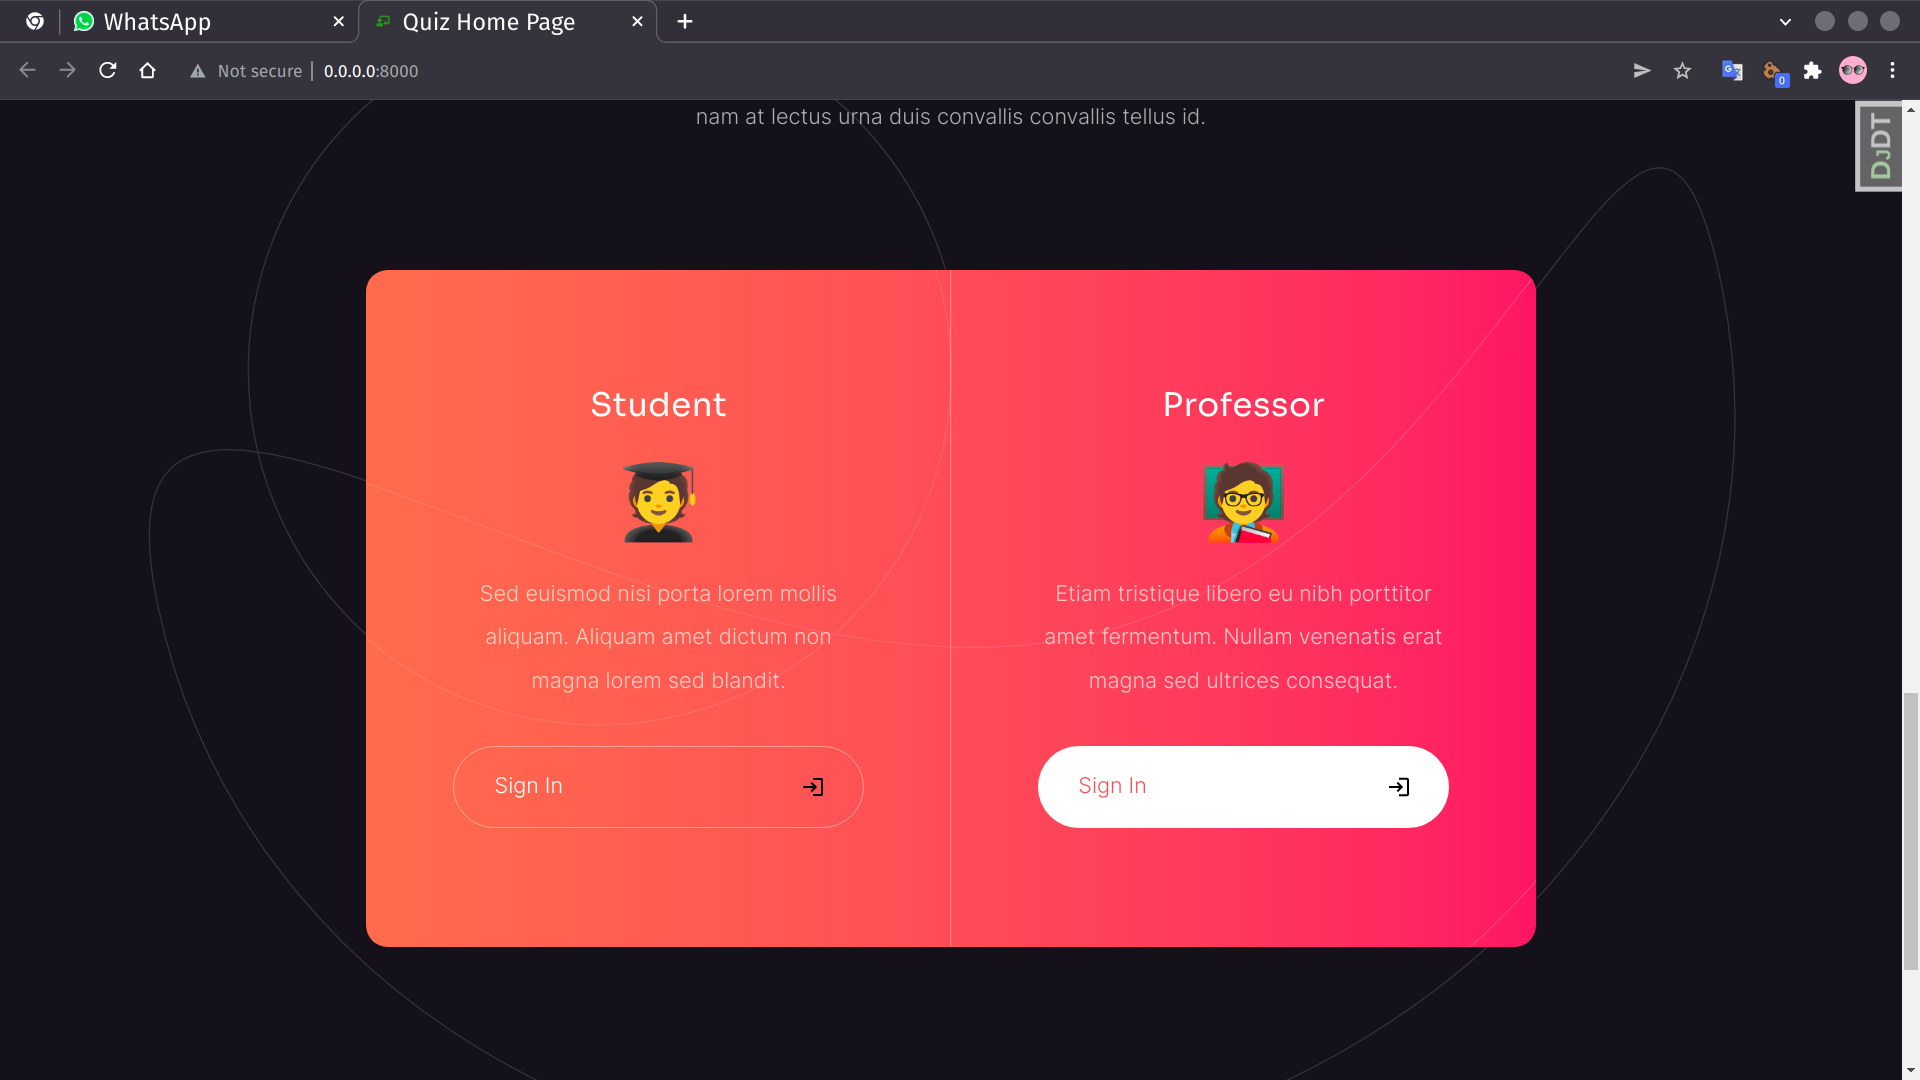 WhatsApp
Quiz Home Page
Not secure
0.0.0.0:8000
0
nam at lectus urna duis convallis convallis tellus id.
DJDT
Student
Sed euismod nisi porta lorem mollis
aliquam. Aliquam amet dictum non
magna lorem sed blandit.
Sign In
Professor
Etiam tristique libero eu nibh porttitor
amet fermentum. Nullam venenatis erat
magna sed ultrices consequat.
Sign In